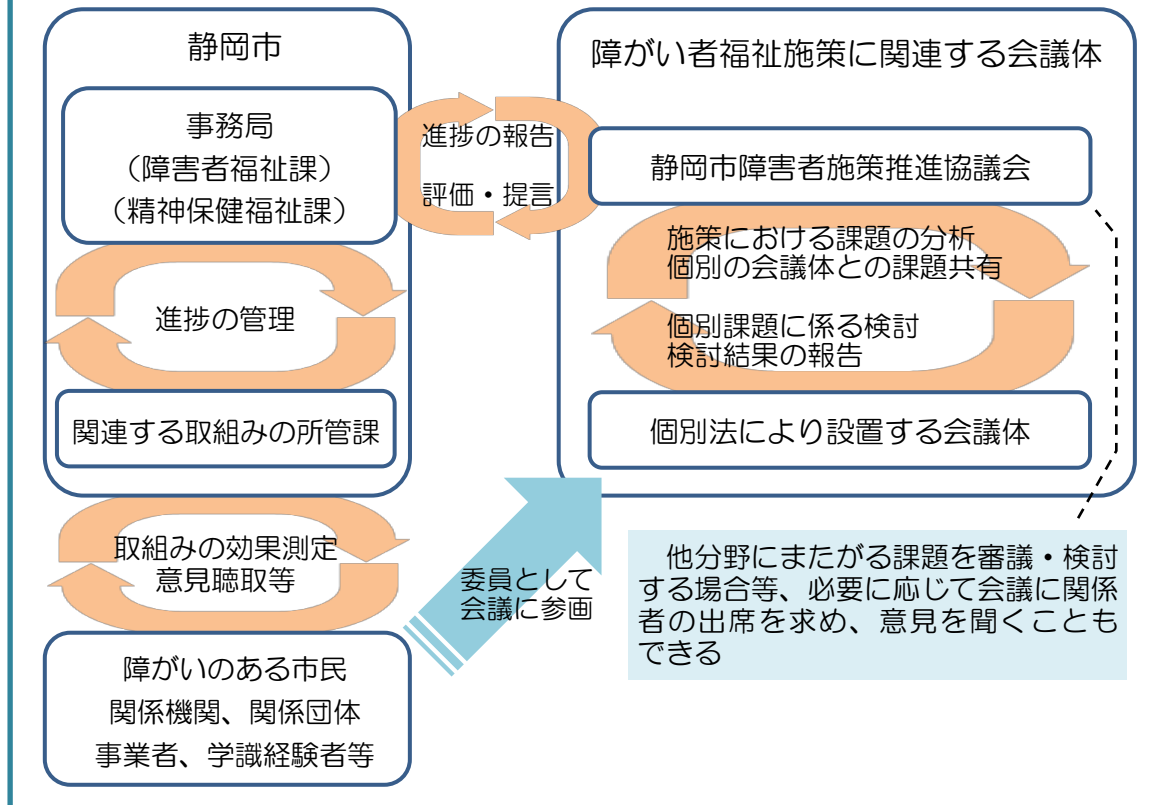 静岡市
事務局
（障害者福祉課）
（精神保健福祉課）
進捗の管理
関連する取組みの所管課
取組みの効果測定
意見聴取等
障がいのある市民
関係機関、関係団体
事業者、学識経験者等
進捗の報告
評価・提言
委員として
会議に参画
障がい者福祉施策に関連する会議体
静岡市障害者施策推進協議会
施策における課題の分析
個別の会議体との課題共有
個別課題に係る検討
検討結果の報告
個別法により設置する会議体
他分野にまたがる課題を審議・検討
する場合等、必要に応じて会議に関係
者の出席を求め、意見を聞くことも
できる